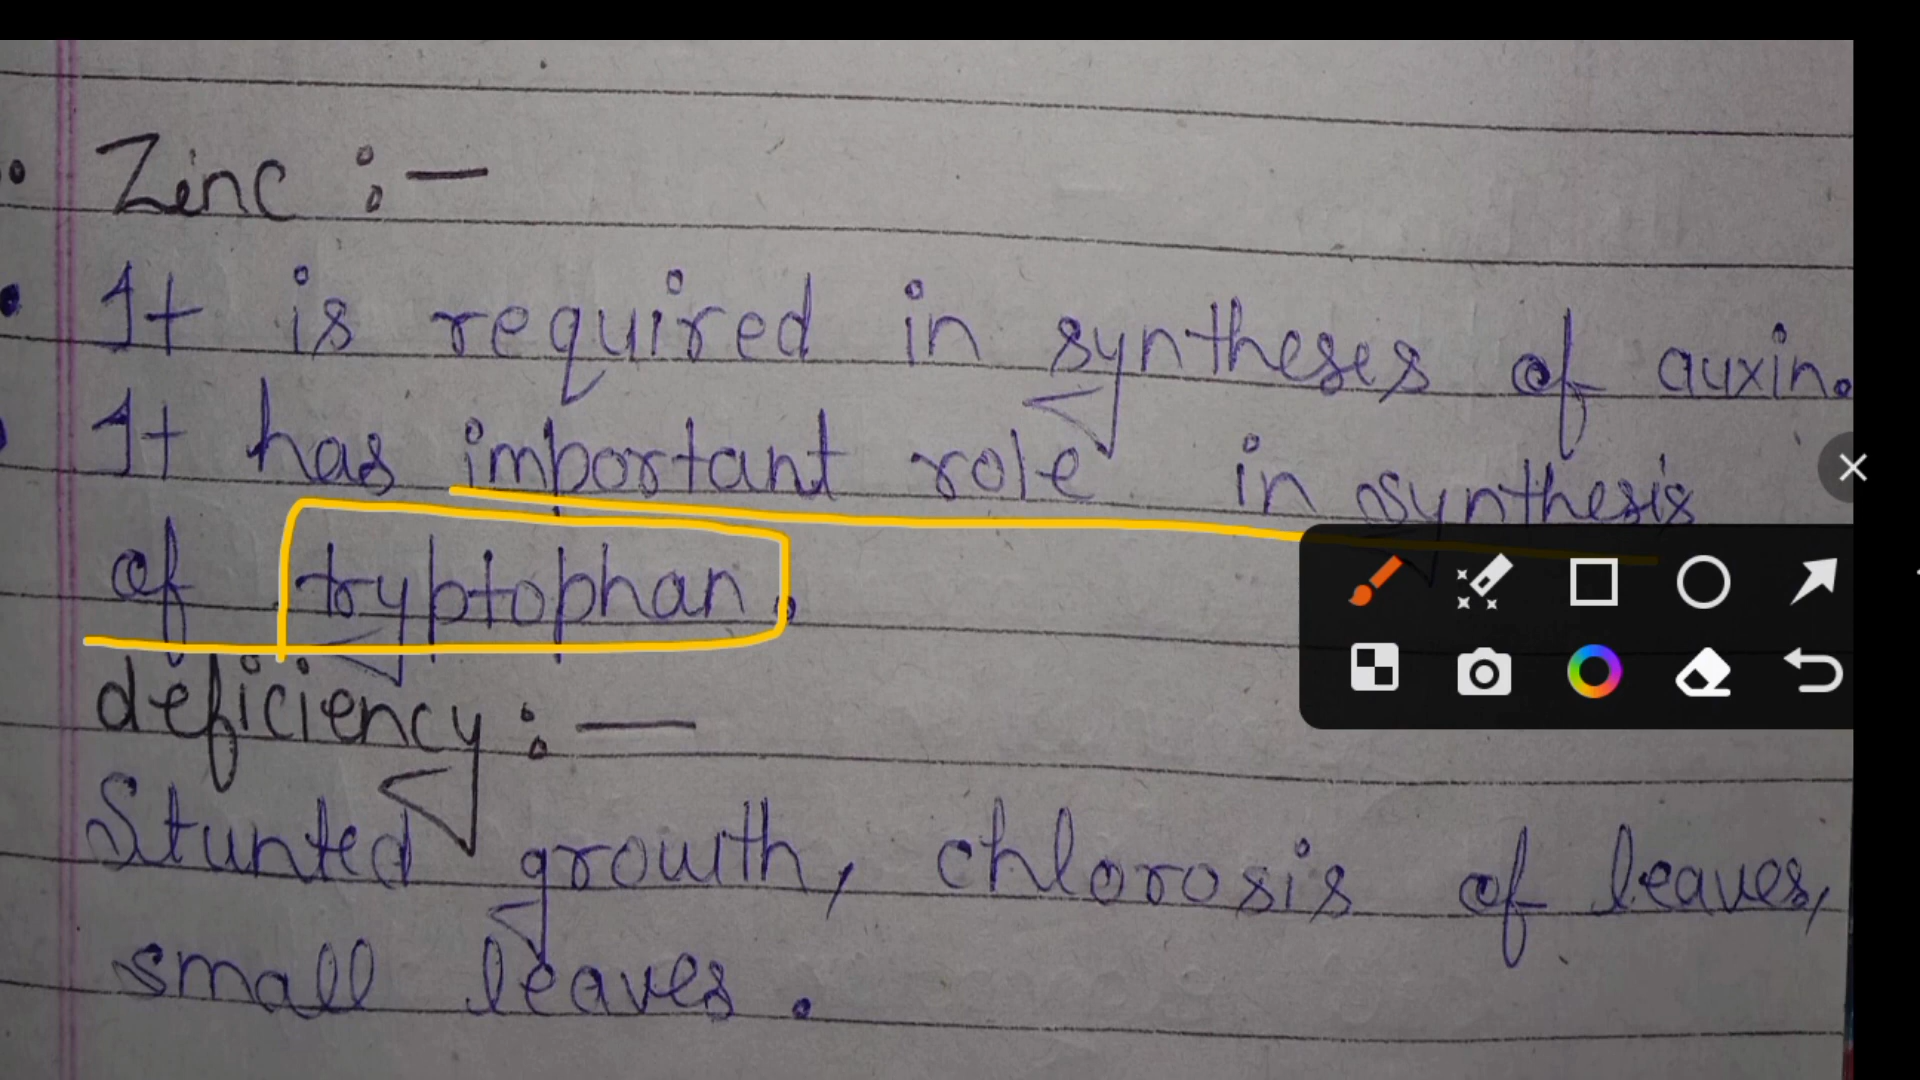 Zinc :-
It is required in syntheses of auxin.
It has important role in synthesis
of tryptophan.
deficiency :-
Stunted growth, chlorosis of leaves,
small leaves.